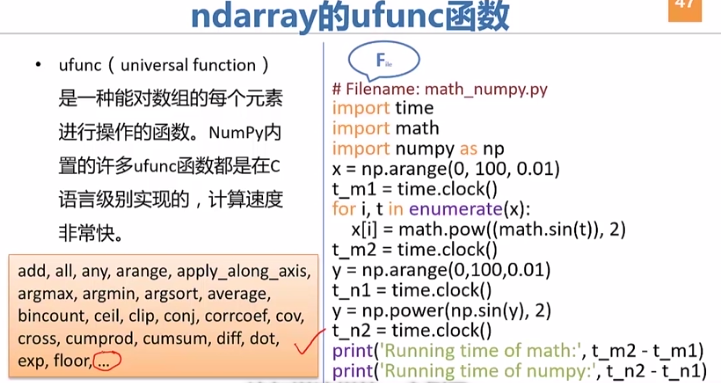 ndarray的ufunc函数
47
• ufunc（universal function）
是一种能对数组的每个元素
进行操作的函数。NumPy内
置的许多ufunc函数都是在C
语言级别实现的，计算速度
非常快。
add, all, any, arange, apply_along_axis,
argmax, argmin, argsort, average,
bincount, ceil, clip, conj, corrcoef, cov,
cross, cumprod, cumsum, diff, dot,
exp, floor, ...
File
# Filename: math_numpy.py
import time
import math
import numpy as np
x = np.arange(0, 100, 0.01)
t_m1 = time.clock()
for i, t in enumerate(x):
x[i] = math.pow((math.sin(t)), 2)
t_m2 = time.clock()
y = np.arange(0,100,0.01)
t_n1 = time.clock()
y = np.power(np.sin(y), 2)
t_n2 = time.clock()
print('Running time of math:', t_m2 - t_m1)
print('Running time of numpy:', t_n2 - t_n1)